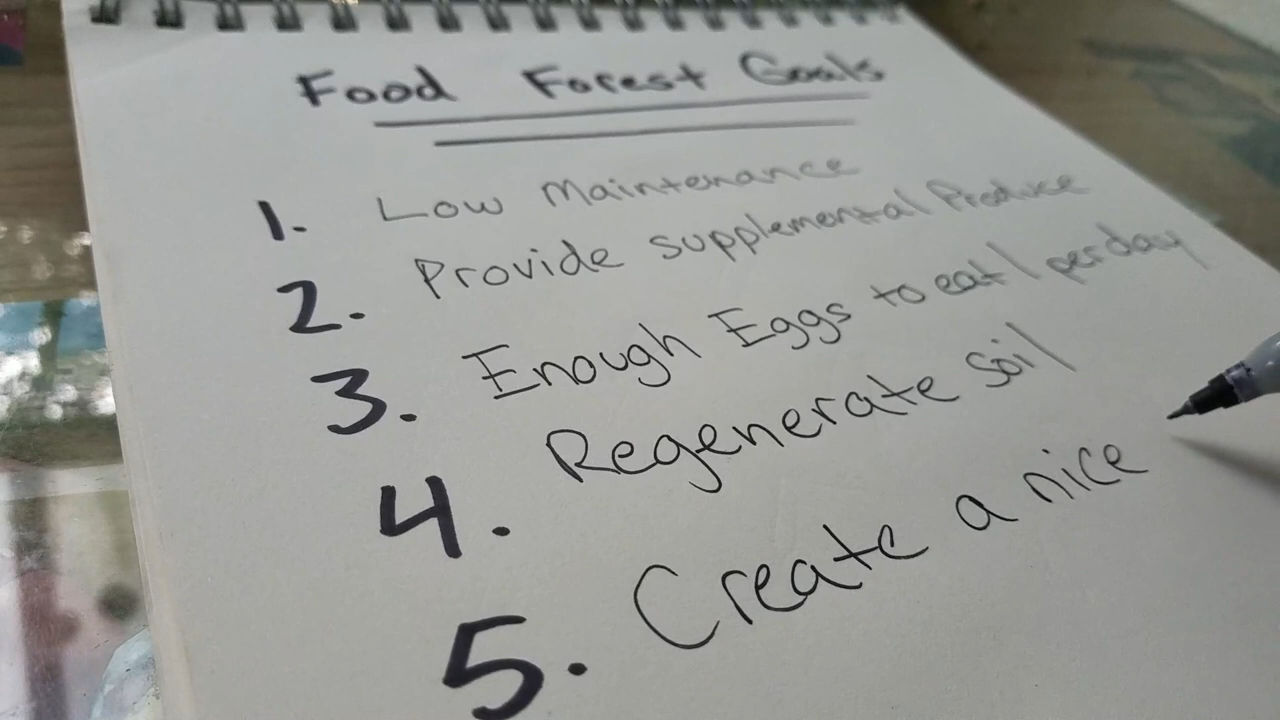 Food Forest Goals
1. Low Maintenance
2. Provide supplemental Produce
3. Enough Eggs to eat / per day
4. Regenerate soil
5. Create a nice